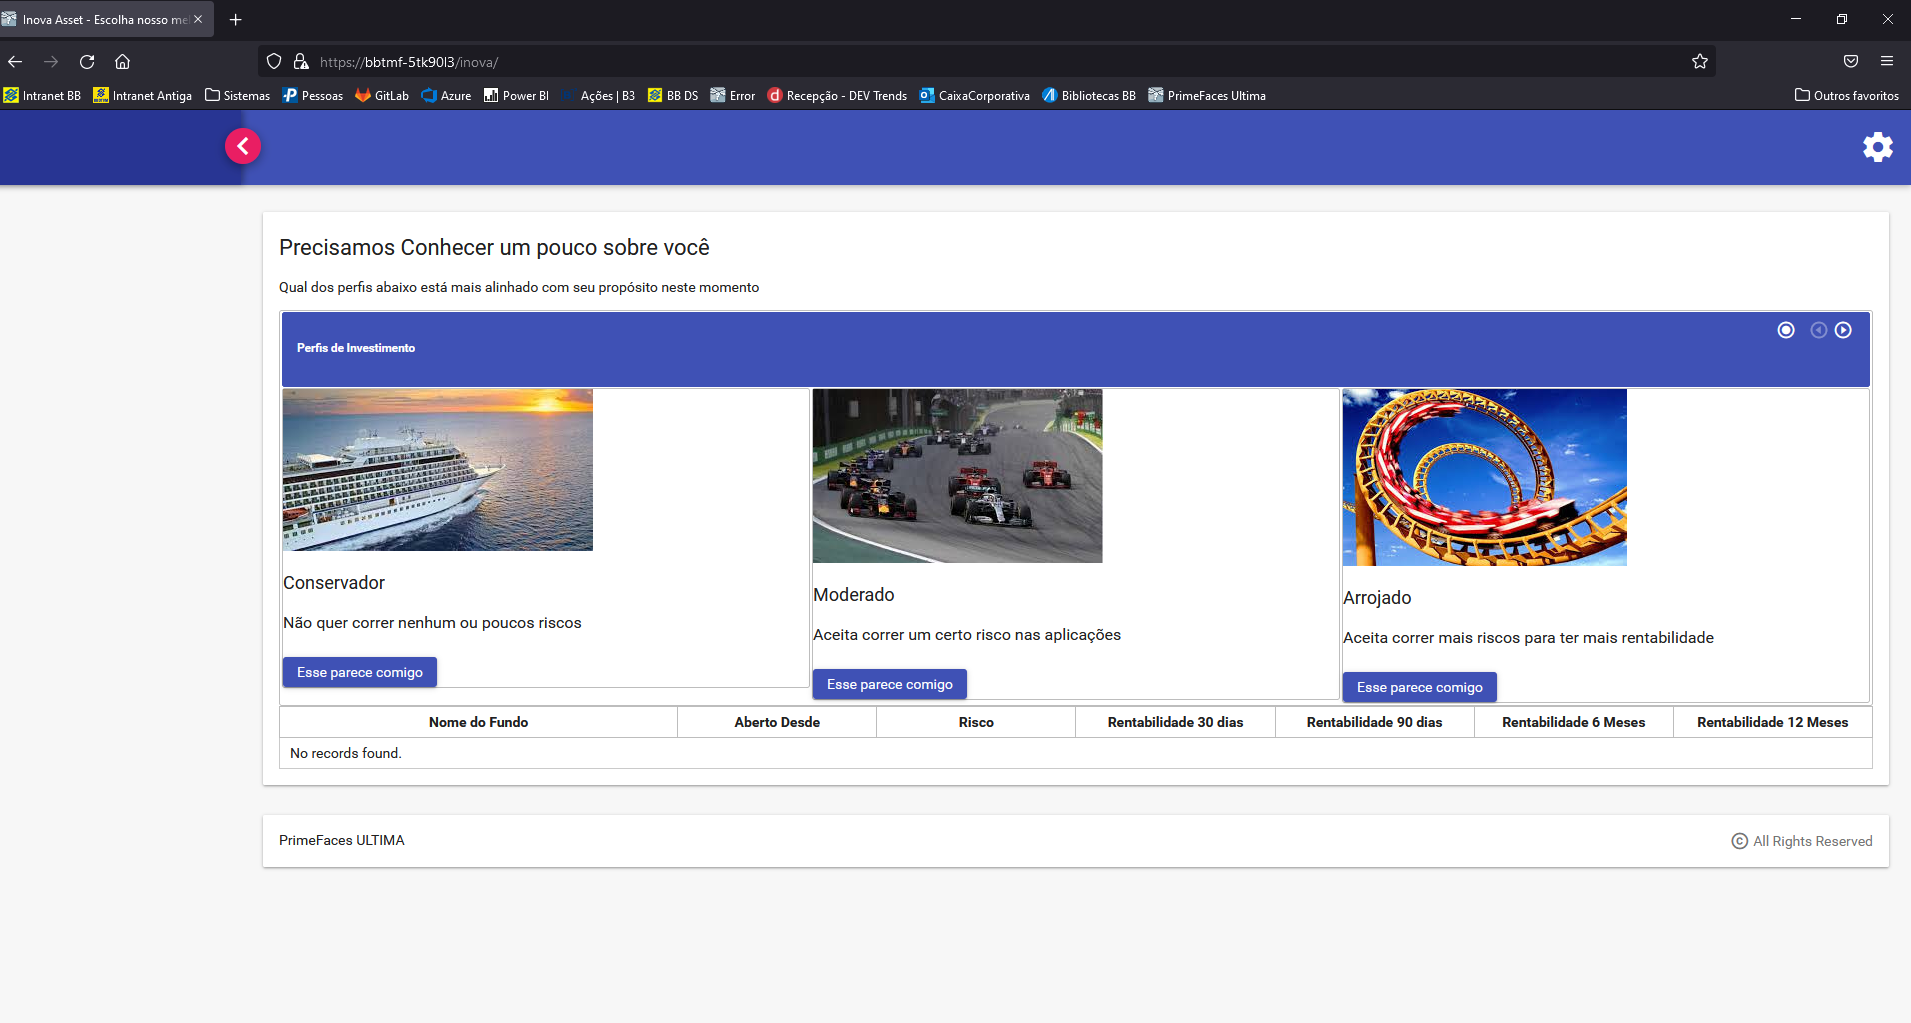 Inova Asset - Escolha nosso me
https://bbtmf-5tk90l3/inova/
Intranet BB Intranet Antiga Sistemas Pessoas GitLab Azure Power BI Ações | B3 BB DS Error Recepção - DEV Trends CaixaCorporativa Bibliotecas BB PrimeFaces Ultima Outros favoritos
Precisamos Conhecer um pouco sobre você
Qual dos perfis abaixo está mais alinhado com seu propósito neste momento
Perfis de Investimento
Conservador
Não quer correr nenhum ou poucos riscos
Esse parece comigo
Moderado
Aceita correr um certo risco nas aplicações
Esse parece comigo
Arrojado
Aceita correr mais riscos para ter mais rentabilidade
Esse parece comigo
Nome do Fundo Aberto Desde Risco Rentabilidade 30 dias Rentabilidade 90 dias Rentabilidade 6 Meses Rentabilidade 12 Meses
No records found.
PrimeFaces ULTIMA © All Rights Reserved